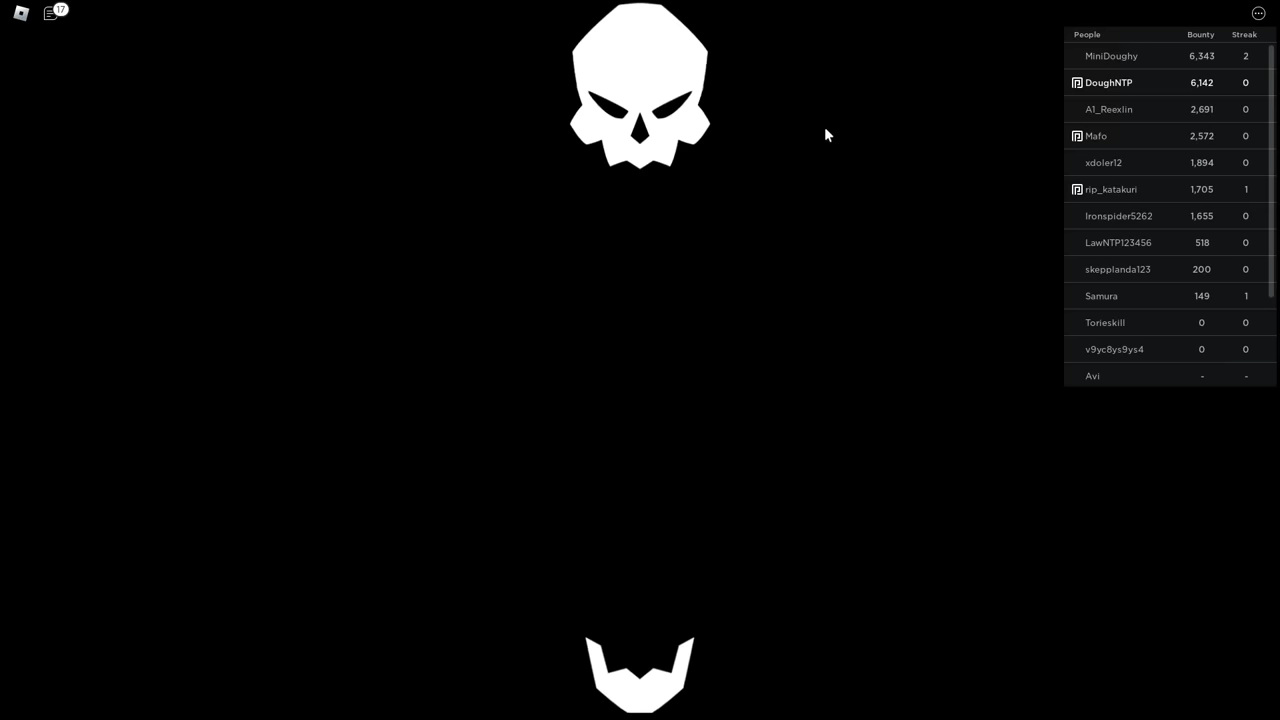 17
People Bounty Streak
MiniDoughy 6,343 2
DoughNTP 6,142 0
A1_Reexlin 2,691 0
Mafo 2,572 0
xdoler12 1,894 0
rip_katakuri 1,705 1
Ironspider5262 1,655 0
LawNTP123456 518 0
skepplanda123 200 0
Samura 149 1
Torieskill 0 0
v9yc8ys9ys4 0 0
Avi - -